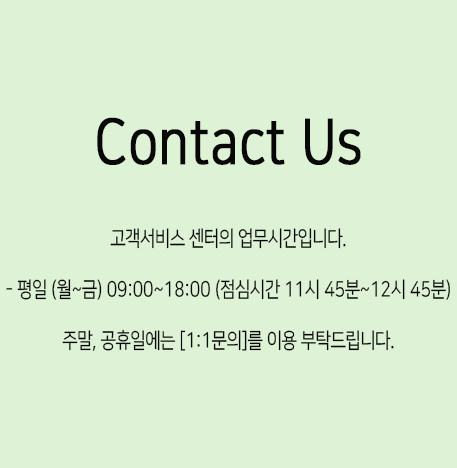 Contact Us
고객서비스 센터의 업무시간입니다.
- 평일 (월~금) 09:00~18:00 (점심시간 11시 45분~12시 45분)
주말, 공휴일에는 [1:1문의]를 이용 부탁드립니다.